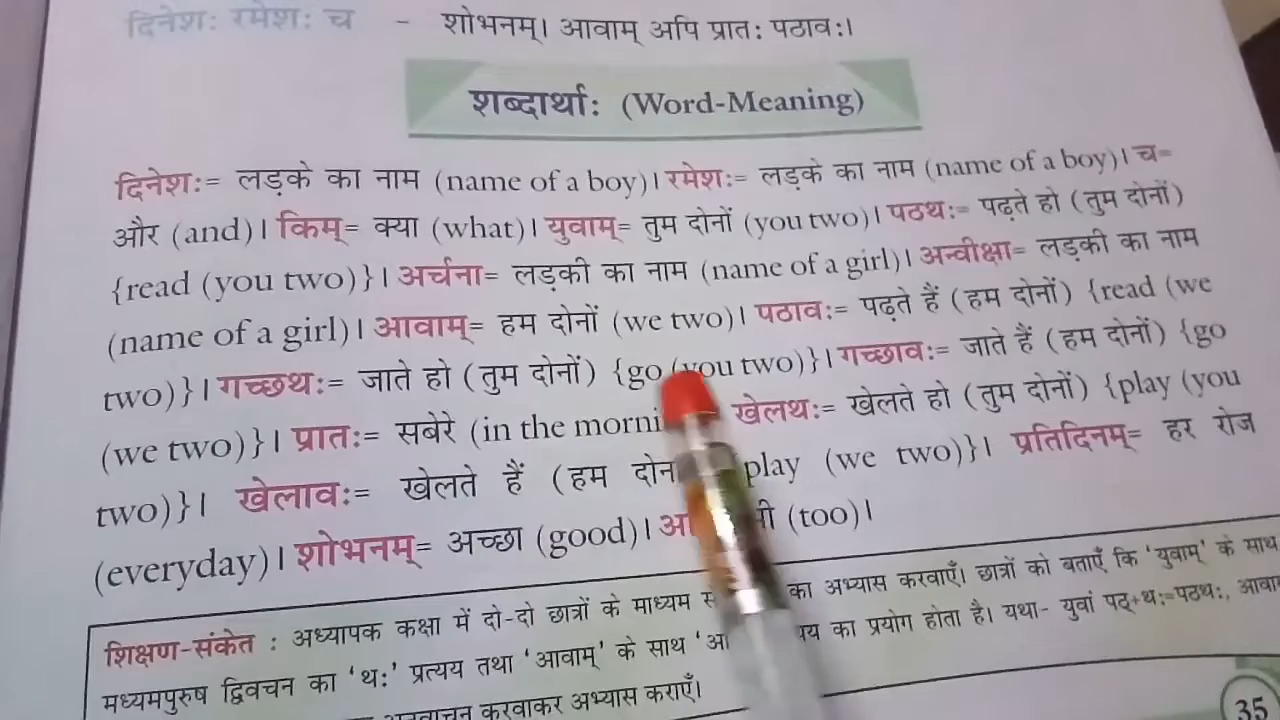 दिनेशः रमेशः च - शोभनम्। आवाम् अपि प्रातः पठावः।
शब्दार्थाः (Word-Meaning)
दिनेशः= लड़के का नाम (name of a boy)। रमेशः= लड़के का नाम (name of a boy)। च=
और (and)। किम्= क्या (what)। युवाम्= तुम दोनों (you two)। पठथः= पढ़ते हो (तुम दोनों)
{read (you two)}। अर्चना= लड़की का नाम (name of a girl)। अन्वीक्षा= लड़की का नाम
(name of a girl)। आवाम्= हम दोनों (we two)। पठावः= पढ़ते हैं (हम दोनों) {read (we
two)}। गच्छथः= जाते हो (तुम दोनों) {go (you two)}। गच्छावः= जाते हैं (हम दोनों) {go
(we two)}। प्रातः= सबेरे (in the morni खेलथः= खेलते हो (तुम दोनों) {play (you
two)}। खेलावः= खेलते हैं (हम दोन play (we two)}। प्रतिदिनम्= हर रोज
(everyday)। शोभनम्= अच्छा (good)। (too)।
शिक्षण-संकेत : अध्यापक कक्षा में दो-दो छात्रों के माध्यम का अभ्यास करवाएँ। छात्रों को बताएँ कि 'युवाम्' के साथ
मध्यमपुरुष द्विवचन का 'थः' प्रत्यय तथा 'आवाम्' के साथ का प्रयोग होता है। यथा- युवां पठ्+थः=पठथः, आवा
करवाकर अभ्यास कराएँ।
35